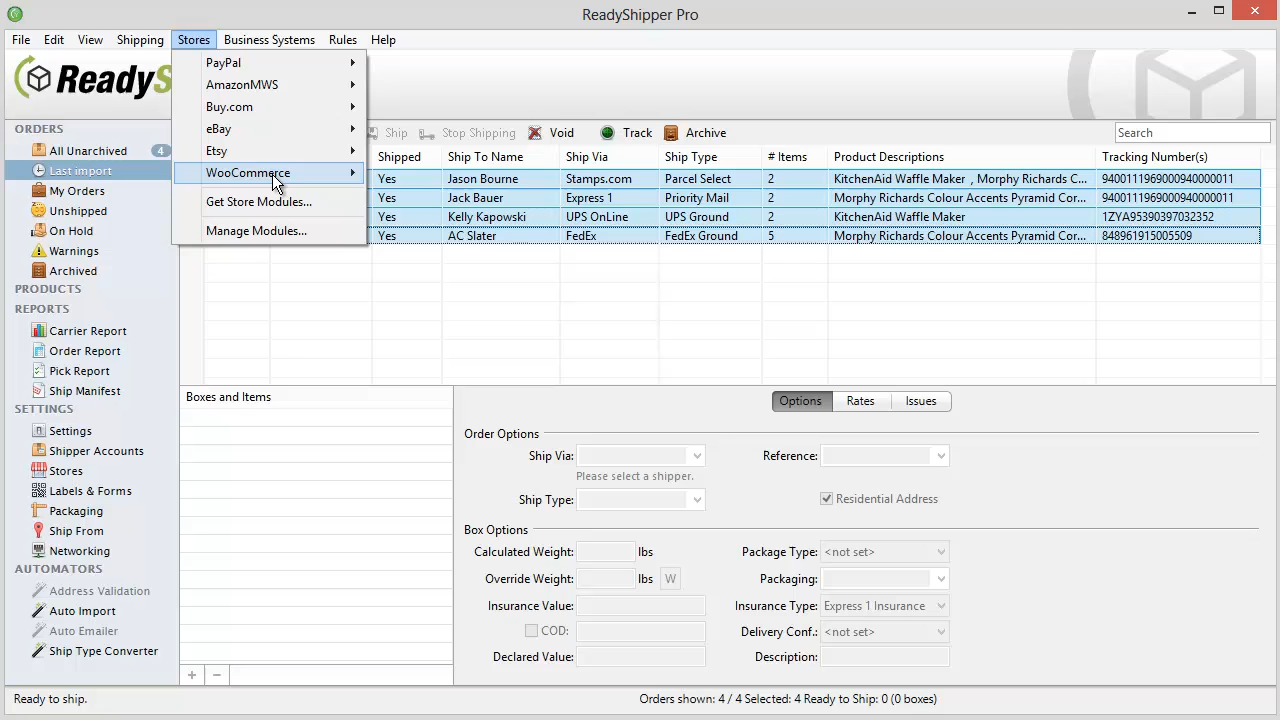 ReadyShipper Pro
File Edit View Shipping Stores Business Systems Rules Help
ReadyS
PayPal
AmazonMWS
Buy.com
eBay
Etsy
WooCommerce
Get Store Modules...
Manage Modules...
Ship Stop Shipping Void Track Archive Search
ORDERS
All Unarchived 4
Last import
My Orders
Unshipped
On Hold
Warnings
Archived
PRODUCTS
REPORTS
Carrier Report
Order Report
Pick Report
Ship Manifest
SETTINGS
Settings
Shipper Accounts
Stores
Labels & Forms
Packaging
Ship From
Networking
AUTOMATORS
Address Validation
Auto Import
Auto Emailer
Ship Type Converter
Shipped Ship To Name Ship Via Ship Type # Items Product Descriptions Tracking Number(s)
Yes Jason Bourne Stamps.com Parcel Select 2 KitchenAid Waffle Maker , Morphy Richards C... 9400111969000940000011
Yes Jack Bauer Express 1 Priority Mail 2 Morphy Richards Colour Accents Pyramid Cor... 9400111969000940000011
Yes Kelly Kapowski UPS OnLine UPS Ground 2 KitchenAid Waffle Maker 1ZYA95390397032352
Yes AC Slater FedEx FedEx Ground 5 Morphy Richards Colour Accents Pyramid Cor... 848961915005509
Boxes and Items
Options Rates Issues
Order Options
Ship Via: Reference:
Please select a shipper.
Ship Type: Residential Address
Box Options
Calculated Weight: lbs Package Type: <not set>
Override Weight: lbs W Packaging:
Insurance Value: Insurance Type: Express 1 Insurance
COD: Delivery Conf.: <not set>
Declared Value: Description:
+ −
Ready to ship. Orders shown: 4 / 4 Selected: 4 Ready to Ship: 0 (0 boxes)